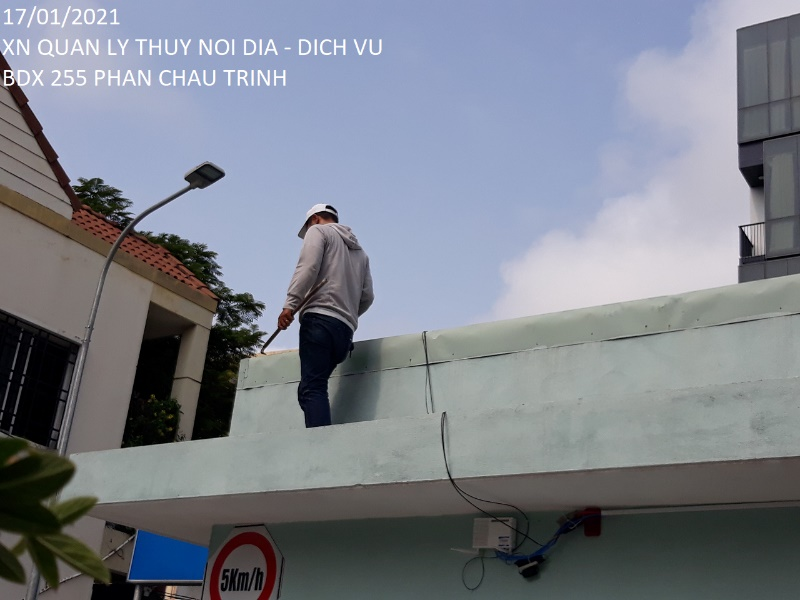 17/01/2021
XN QUAN LY THUY NOI DIA - DICH VU
BDX 255 PHAN CHAU TRINH
5Km/h